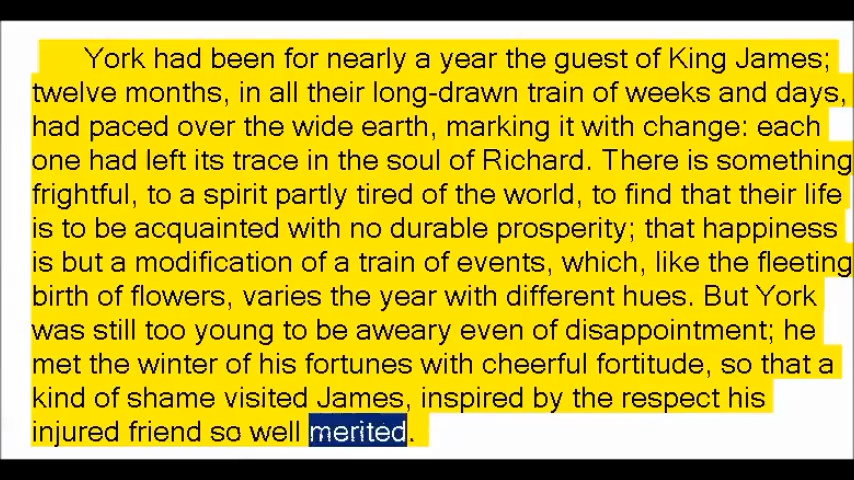 York had been for nearly a year the guest of King James;
twelve months, in all their long-drawn train of weeks and days,
had paced over the wide earth, marking it with change: each
one had left its trace in the soul of Richard. There is something
frightful, to a spirit partly tired of the world, to find that their life
is to be acquainted with no durable prosperity; that happiness
is but a modification of a train of events, which, like the fleeting
birth of flowers, varies the year with different hues. But York
was still too young to be aweary even of disappointment; he
met the winter of his fortunes with cheerful fortitude, so that a
kind of shame visited James, inspired by the respect his
injured friend so well merited.